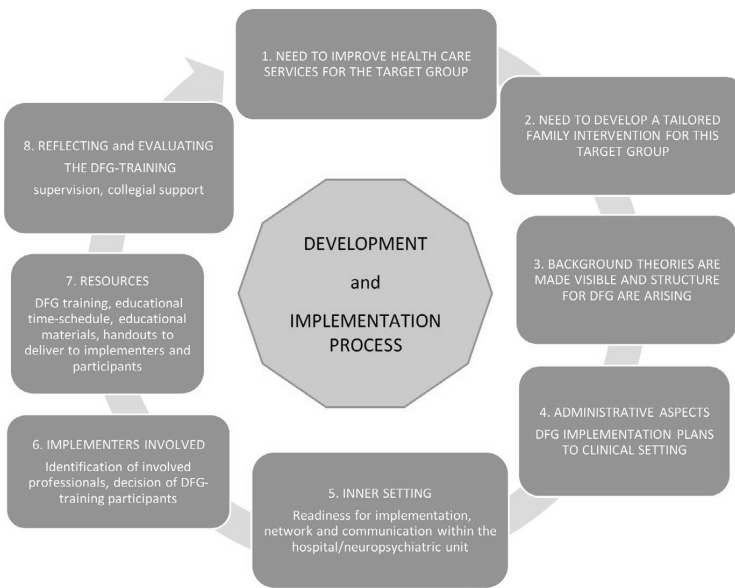 1. NEED TO IMPROVE HEALTH CARE
SERVICES FOR THE TARGET GROUP
2. NEED TO DEVELOP A TAILORED
FAMILY INTERVENTION FOR THIS
TARGET GROUP
3. BACKGROUND THEORIES ARE
MADE VISIBLE AND STRUCTURE
FOR DFG ARE ARISING
4. ADMINISTRATIVE ASPECTS
DFG IMPLEMENTATION PLANS
TO CLINICAL SETTING
5. INNER SETTING
Readiness for implementation,
network and communication within the
hospital/neuropsychiatric unit
6. IMPLEMENTERS INVOLVED
Identification of involved
professionals, decision of DFG-
training participants
7. RESOURCES
DFG training, educational
time-schedule, educational
materials, handouts to
deliver to implementers and
participants
8. REFLECTING and EVALUATING
THE DFG-TRAINING
supervision, collegial support
DEVELOPMENT
and
IMPLEMENTATION
PROCESS